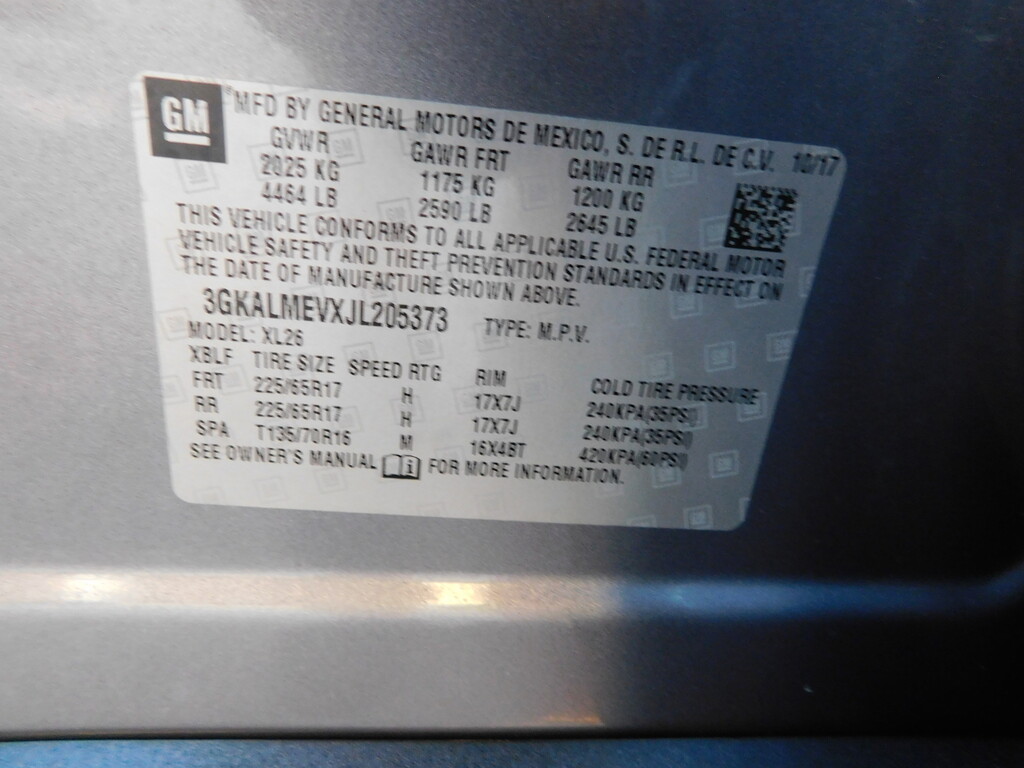 GM ®MFD BY GENERAL MOTORS DE MEXICO, S. DE R.L. DE C.V. 10/17
GVWR GAWR FRT GAWR RR
2025 KG 1175 KG 1200 KG
4464 LB 2590 LB 2645 LB
THIS VEHICLE CONFORMS TO ALL APPLICABLE U.S. FEDERAL MOTOR
VEHICLE SAFETY AND THEFT PREVENTION STANDARDS IN EFFECT ON
THE DATE OF MANUFACTURE SHOWN ABOVE.
3GKALMEVXJL205373 TYPE: M.P.V.
MODEL: XL26
XBLF TIRE SIZE SPEED RTG RIM COLD TIRE PRESSURE
FRT 225/65R17 H 17X7J 240KPA(35PSI)
RR 225/65R17 H 17X7J 240KPA(35PSI)
SPA T135/70R16 M 16X4BT 420KPA(60PSI)
SEE OWNER'S MANUAL FOR MORE INFORMATION.